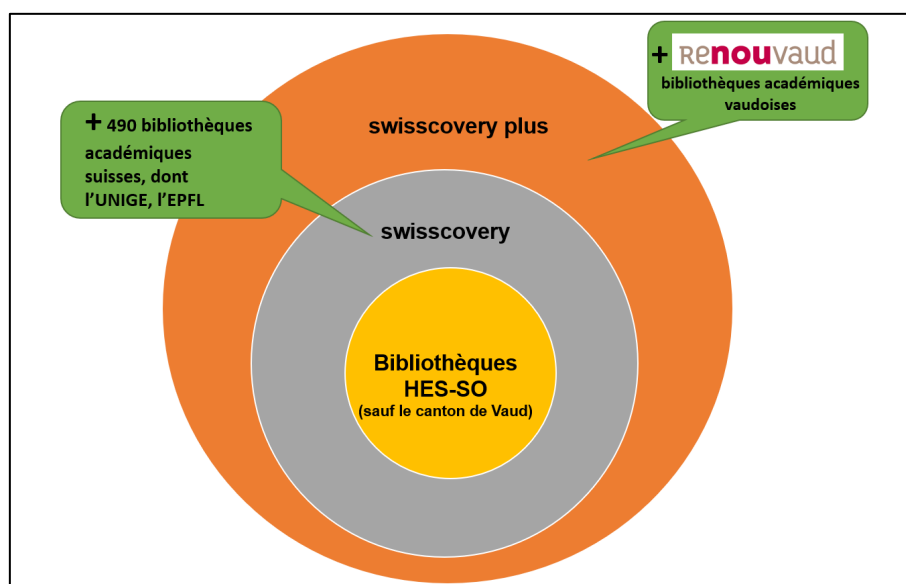 + Renouvaud
bibliothèques académiques
vaudoises
swisscovery plus
+ 490 bibliothèques
académiques
suisses, dont
l’UNIGE, l’EPFL
swisscovery
Bibliothèques
HES-SO
(sauf le canton de Vaud)